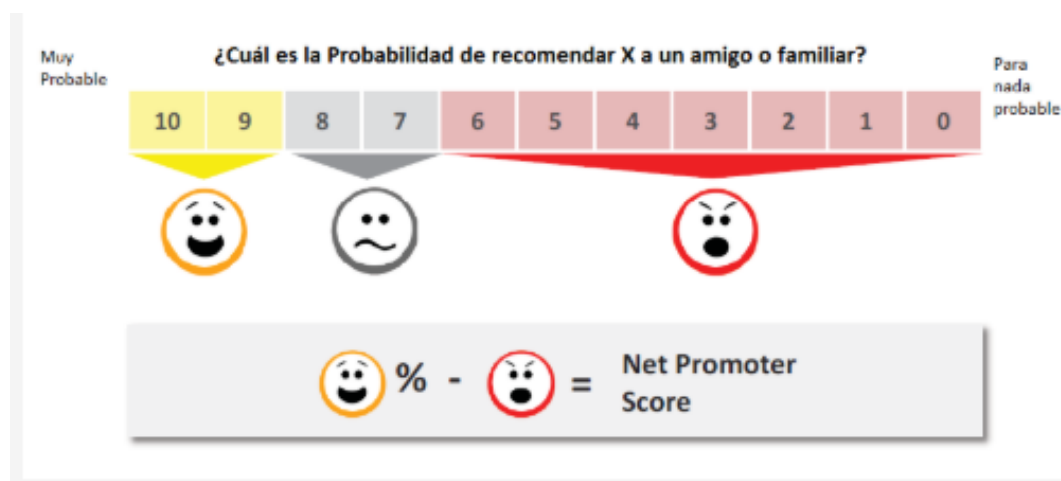 ¿Cuál es la Probabilidad de recomendar X a un amigo o familiar?
Muy
Probable
10 9 8 7 6 5 4 3 2 1 0
Para
nada
probable
% - = Net Promoter
Score